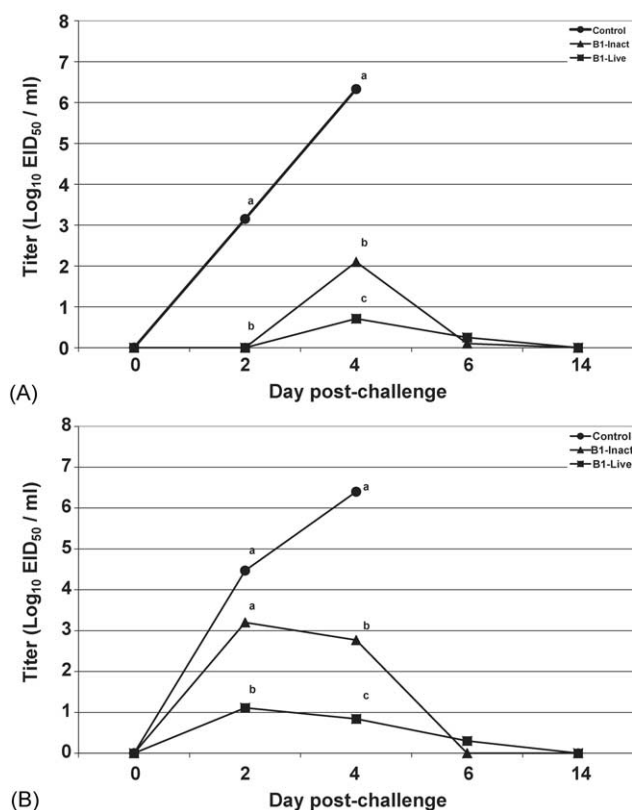 8
Control
B1-Inact
B1-Live
7
a
6
5
4
a
3
b
2
c
1
b
0
0 2 4 6 14
Titer (Log10 EID50 / ml)
Day post-challenge
(A)
8
Control
B1-Inact
B1-Live
7
a
6
5
a
4
a
3
b
2
b
c
1
0
0 2 4 6 14
Titer (Log10 EID50 / ml)
Day post-challenge
(B)